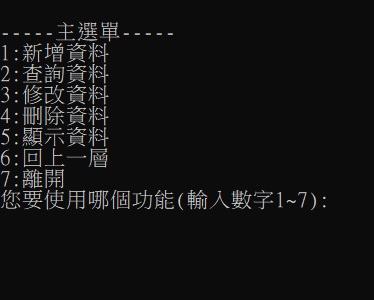 -----主選單-----
1:新增資料
2:查詢資料
3:修改資料
4:刪除資料
5:顯示資料
6:回上一層
7:離開
您要使用哪個功能(輸入數字1~7):